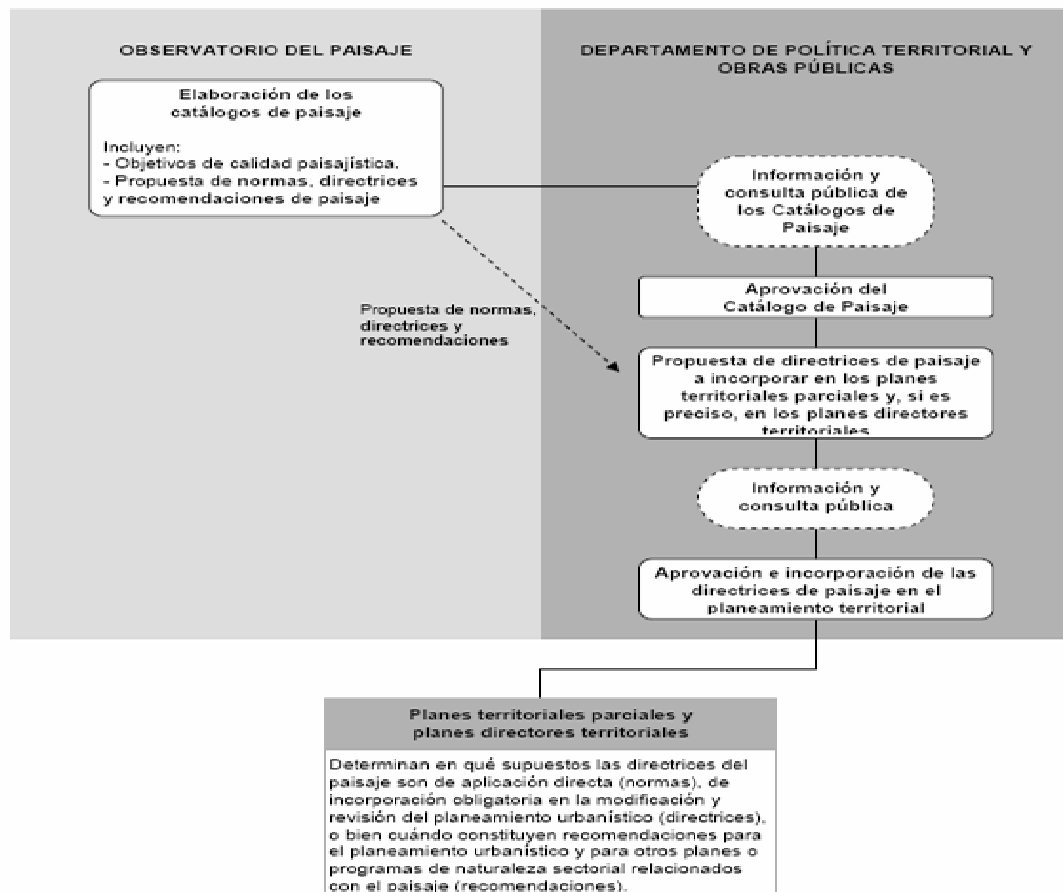 OBSERVATORIO DEL PAISAJE
Elaboración de los
catálogos de paisaje
Incluyen:
- Objetivos de calidad paisajística.
- Propuesta de normas, directrices
y recomendaciones de paisaje
Propuesta de normas,
directrices y
recomendaciones
DEPARTAMENTO DE POLÍTICA TERRITORIAL Y
OBRAS PÚBLICAS
Información y
consulta pública de
los Catálogos de
Paisaje
Aprovación del
Catálogo de Paisaje
Propuesta de directrices de paisaje
a incorporar en los planes
territoriales parciales y, si es
preciso, en los planes directores
territoriales
Información y
consulta pública
Aprovación e incorporación de las
directrices de paisaje en el
planeamiento territorial
Planes territoriales parciales y
planes directores territoriales
Determinan en qué supuestos las directrices del
paisaje son de aplicación directa (normas), de
incorporación obligatoria en la modificación y
revisión del planeamiento urbanístico (directrices),
o bien cuándo constituyen recomendaciones para
el planeamiento urbanístico y para otros planes o
programas de naturaleza sectorial relacionados
con el paisaje (recomendaciones).